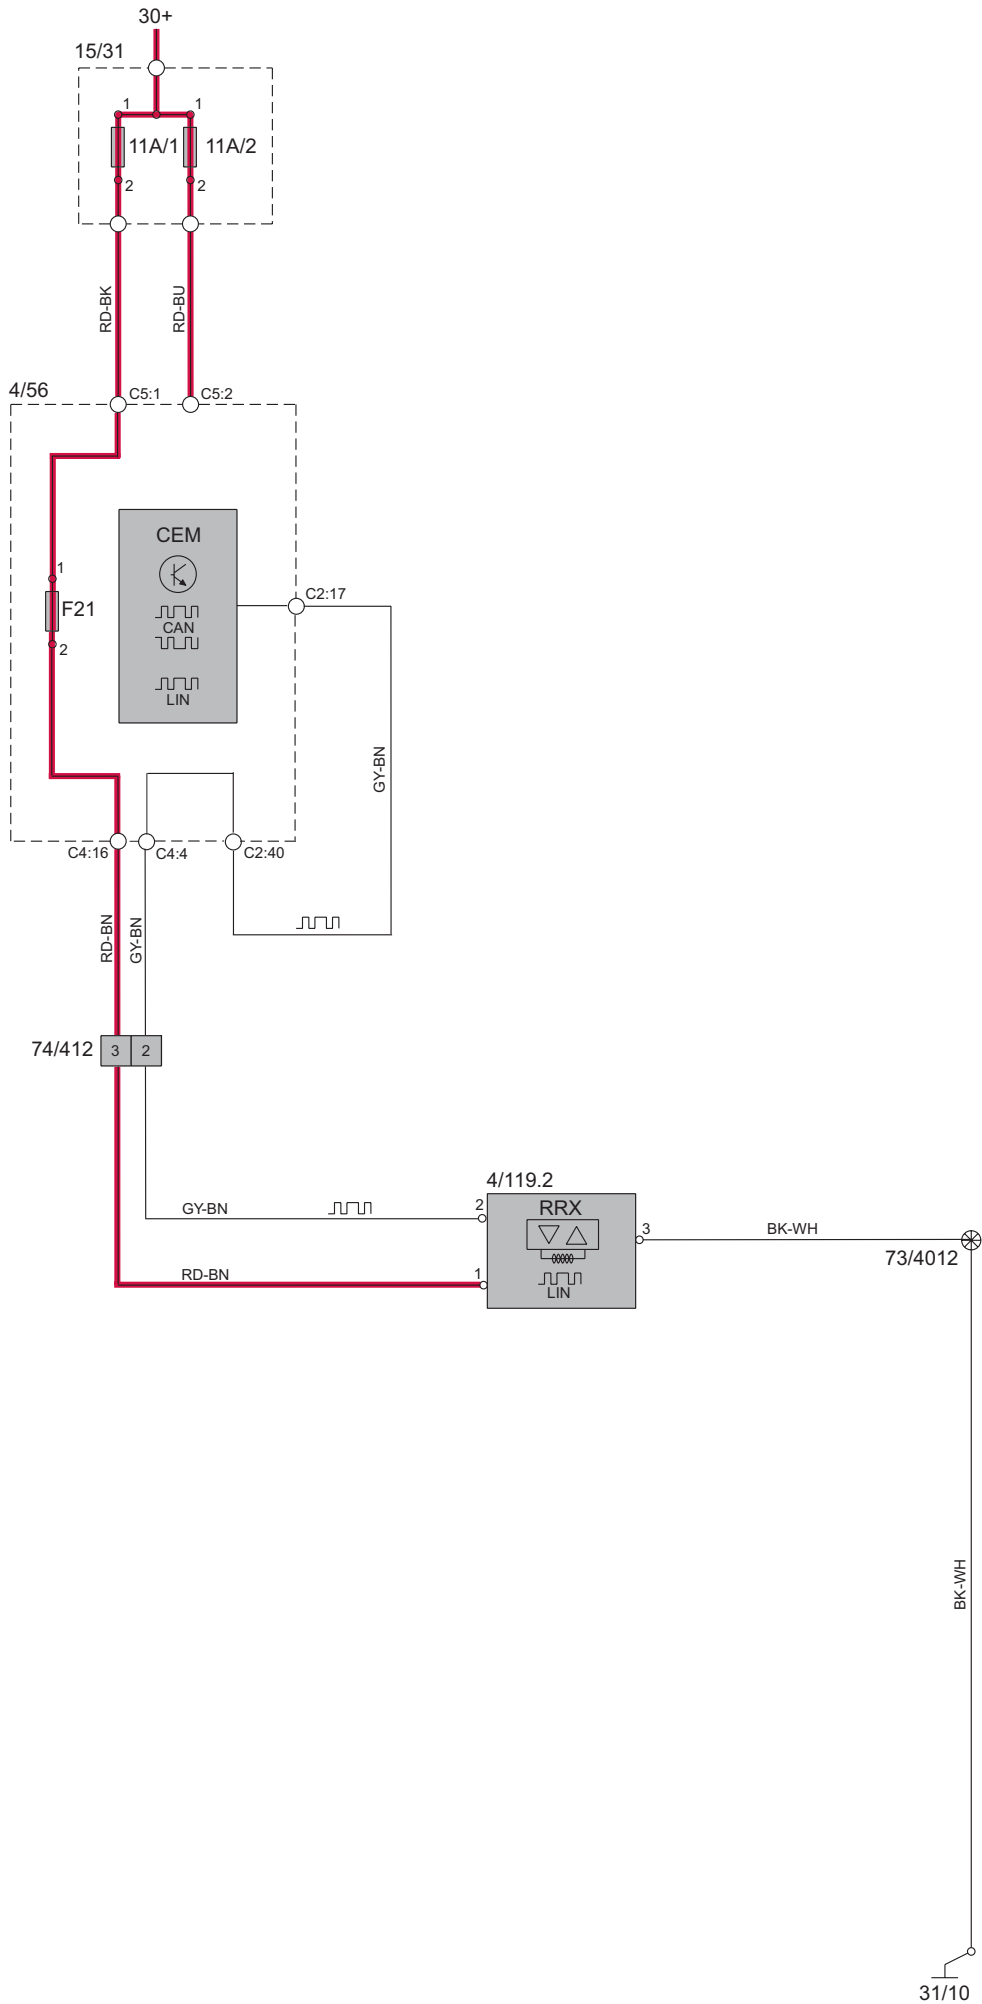 30+
15/31
1
1
11A/1
11A/2
2
2
RD-BK
RD-BU
4/56
C5:1
C5:2
CEM
1
C2:17
F21
CAN
2
LIN
GY-BN
C4:16
C4:4
C2:40
RD-BN
GY-BN
74/412
3
2
4/119.2
2
RRX
GY-BN
3
BK-WH
73/4012
1
RD-BN
LIN
BK-WH
31/10